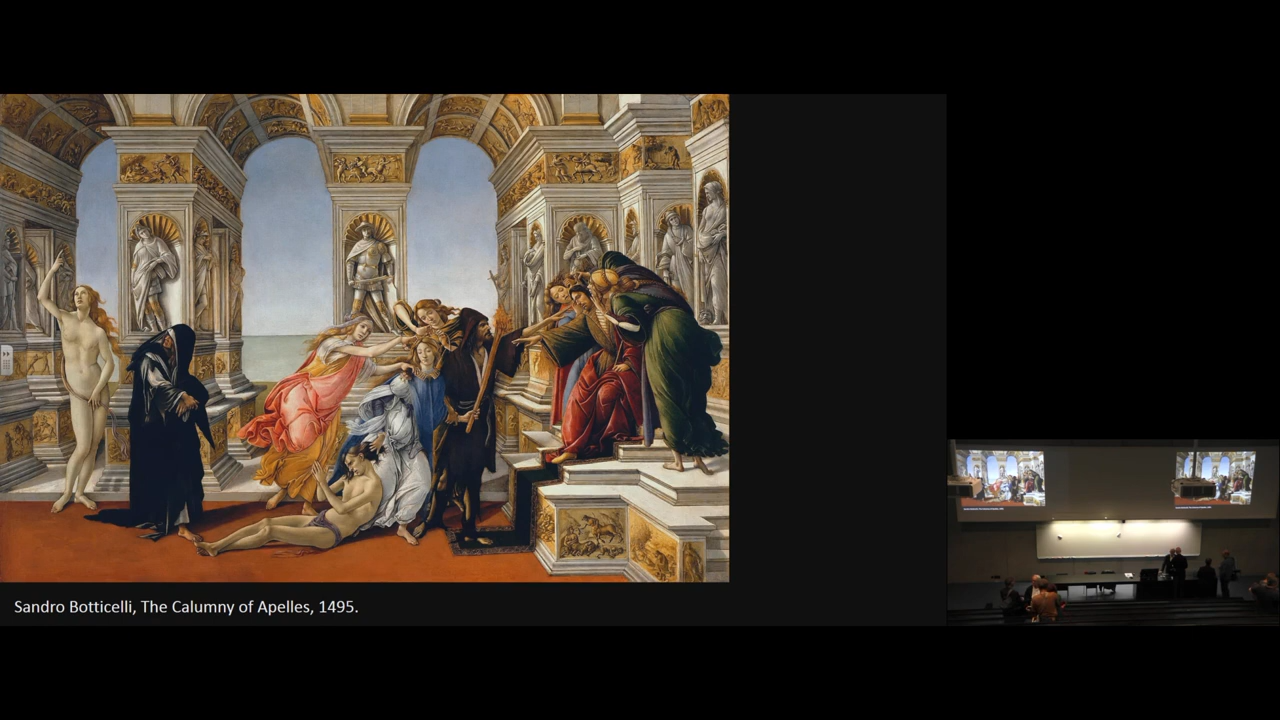 Sandro Botticelli, The Calumny of Apelles, 1495.